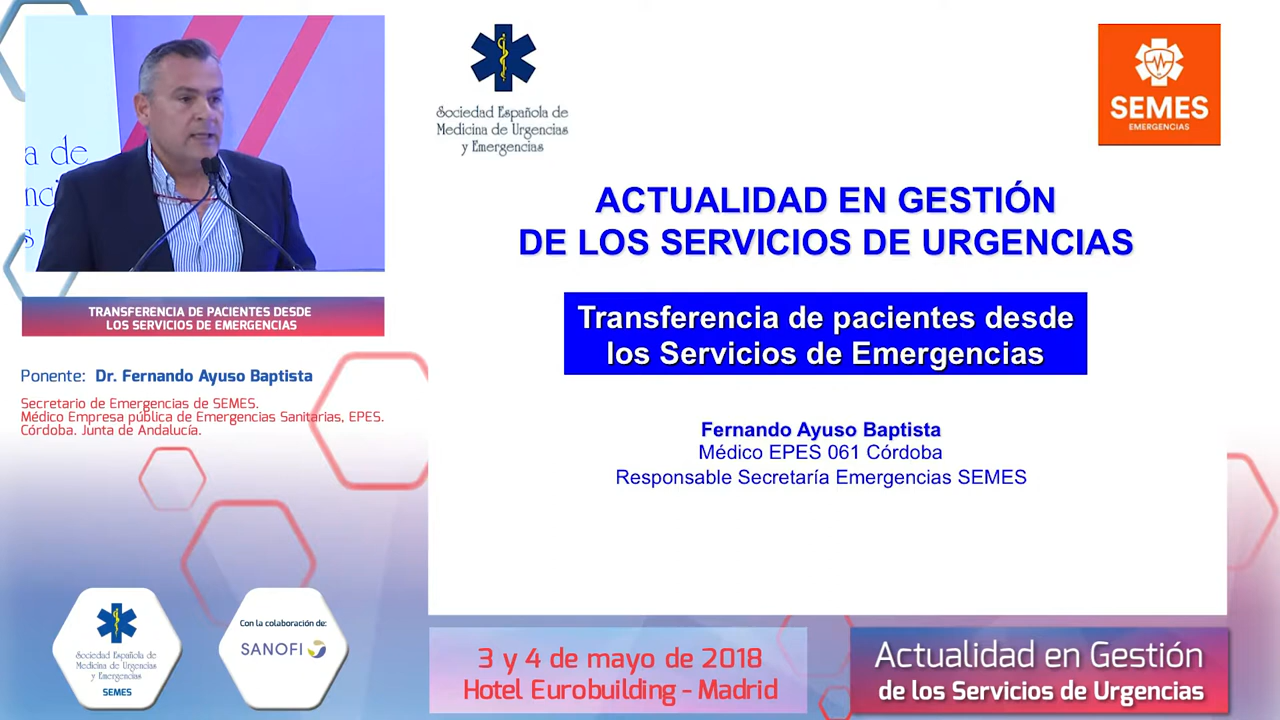 a de
TRANSFERENCIA DE PACIENTES DESDE
LOS SERVICIOS DE EMERGENCIAS
Ponente: Dr. Fernando Ayuso Baptista
Secretario de Emergencias de SEMES.
Médico Empresa pública de Emergencias Sanitarias, EPES.
Córdoba. Junta de Andalucía.
Sociedad Española de
Medicina de Urgencias
y Emergencias
SEMES
Con la colaboración de:
SANOFI
Sociedad Española de
Medicina de Urgencias
y Emergencias
SEMES
EMERGENCIAS
ACTUALIDAD EN GESTIÓN
DE LOS SERVICIOS DE URGENCIAS
Transferencia de pacientes desde
los Servicios de Emergencias
Fernando Ayuso Baptista
Médico EPES 061 Córdoba
Responsable Secretaría Emergencias SEMES
3 y 4 de mayo de 2018
Hotel Eurobuilding - Madrid
Actualidad en Gestión
de los Servicios de Urgencias